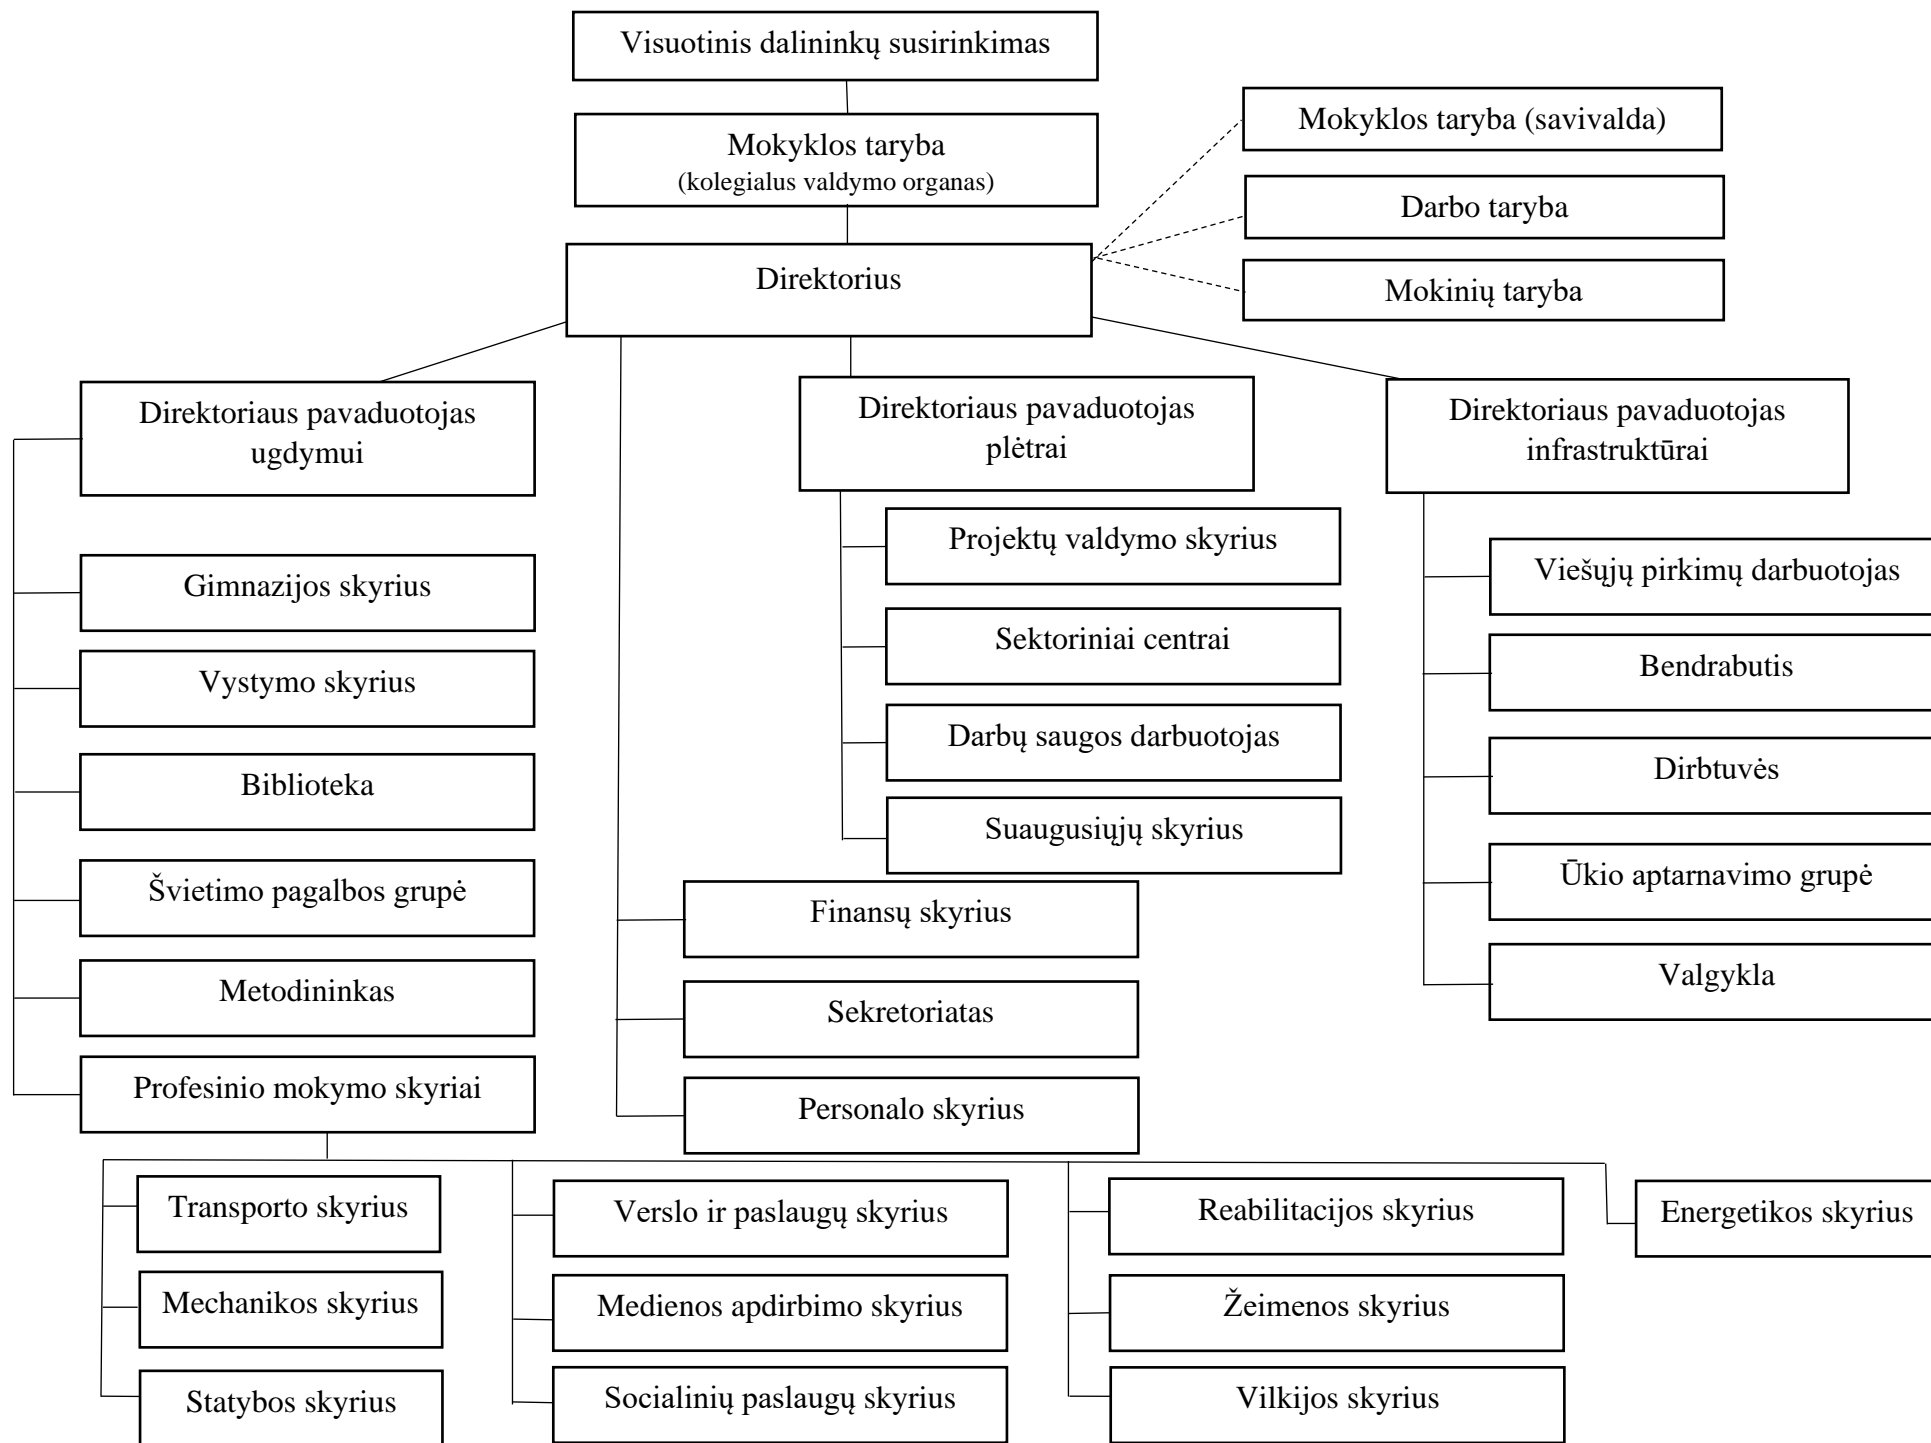 Visuotinis dalininkų susirinkimas
Mokyklos taryba
(kolegialus valdymo organas)
Mokyklos taryba (savivalda)
Darbo taryba
Mokinių taryba
Direktorius
Direktoriaus pavaduotojas
ugdymui
Direktoriaus pavaduotojas
plėtrai
Direktoriaus pavaduotojas
infrastruktūrai
Gimnazijos skyrius
Vystymo skyrius
Biblioteka
Švietimo pagalbos grupė
Metodininkas
Profesinio mokymo skyriai
Projektų valdymo skyrius
Sektoriniai centrai
Darbų saugos darbuotojas
Suaugusiųjų skyrius
Finansų skyrius
Sekretoriatas
Personalo skyrius
Viešųjų pirkimų darbuotojas
Bendrabutis
Dirbtuvės
Ūkio aptarnavimo grupė
Valgykla
Transporto skyrius
Mechanikos skyrius
Statybos skyrius
Verslo ir paslaugų skyrius
Medienos apdirbimo skyrius
Socialinių paslaugų skyrius
Reabilitacijos skyrius
Žeimenos skyrius
Vilkijos skyrius
Energetikos skyrius